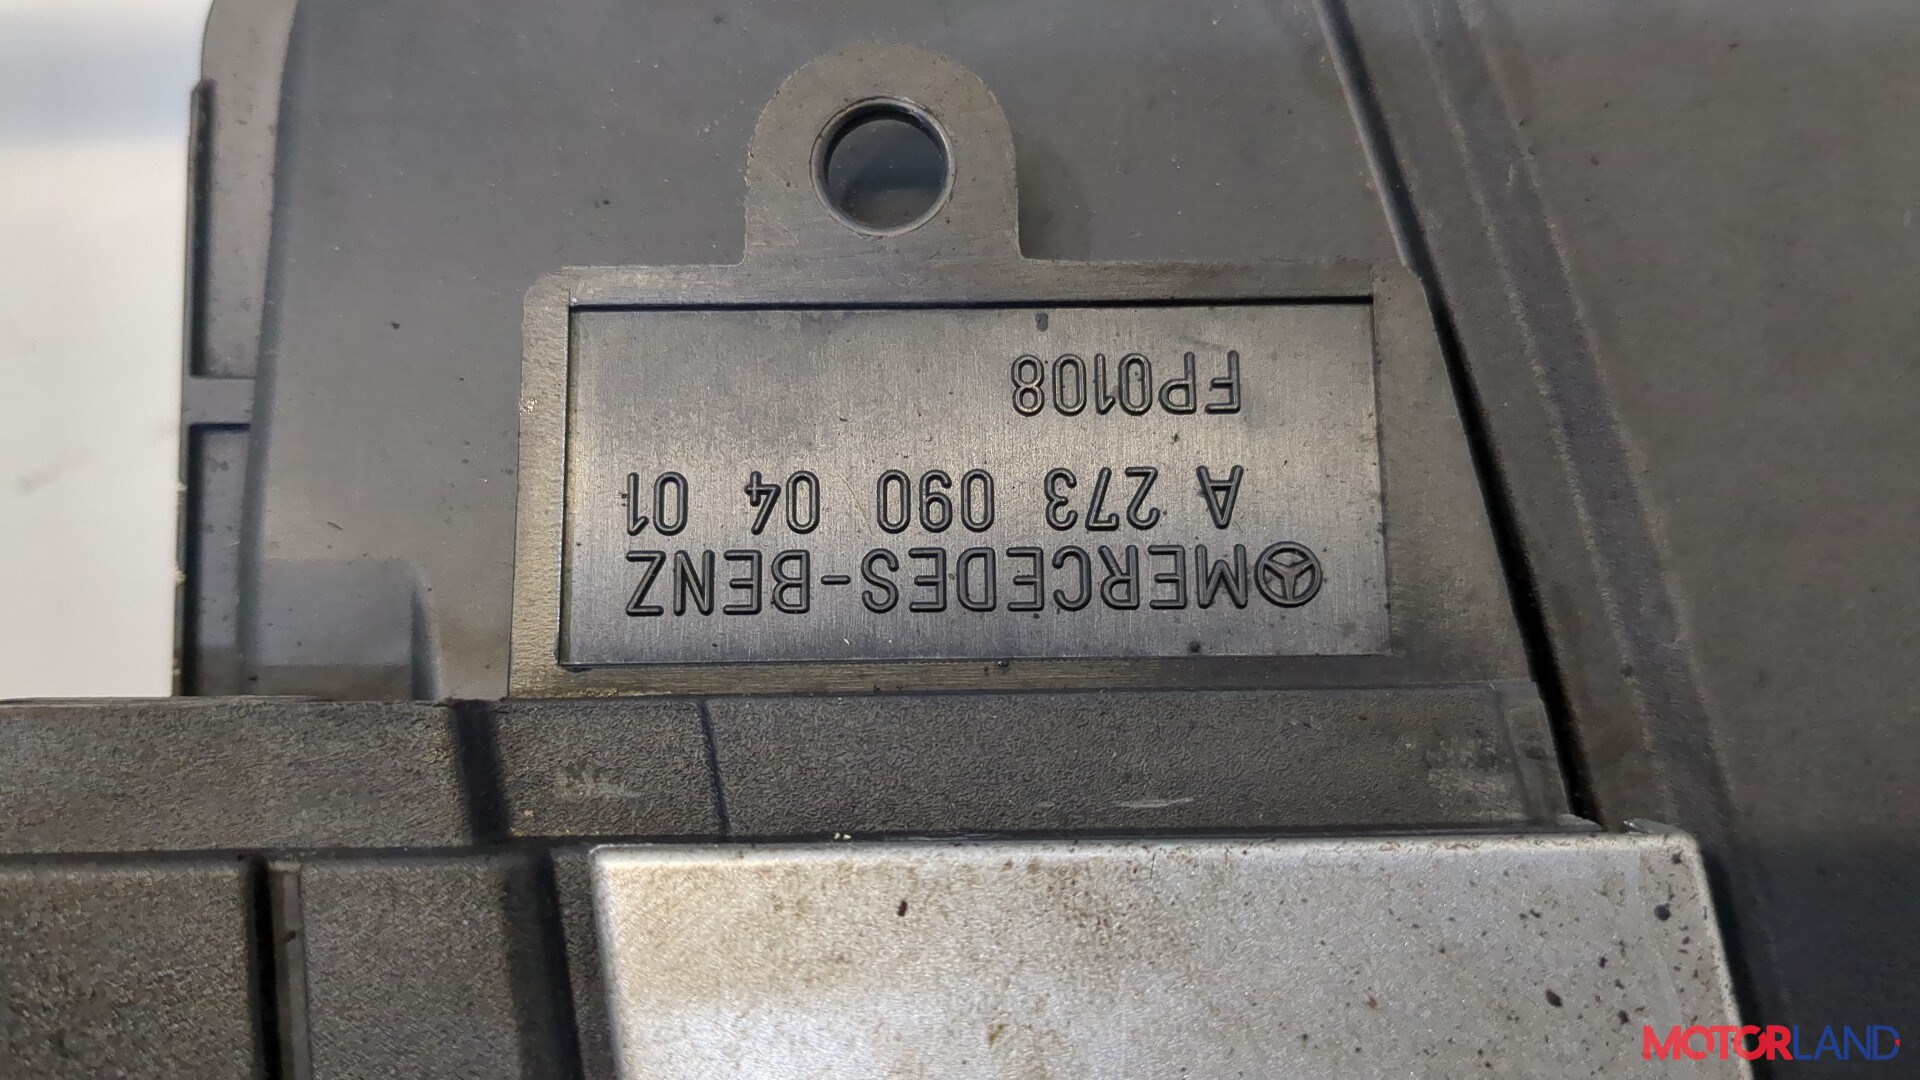 MERCEDES-BENZ
A 273 090 04 01
FP0108
MOTORLAND